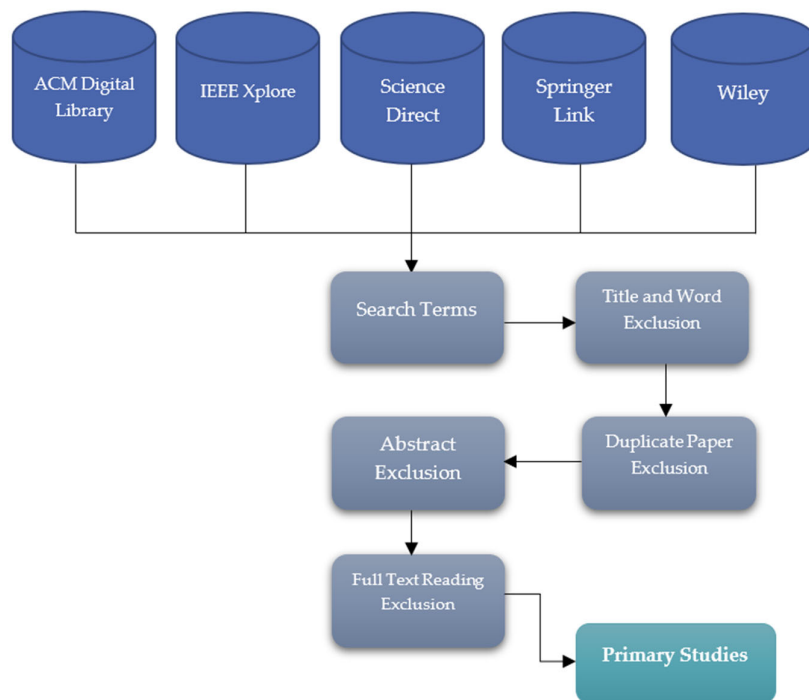 ACM Digital
Library
IEEE Xplore
Science
Direct
Springer
Link
Wiley
Search Terms
Title and Word
Exclusion
Abstract
Exclusion
Duplicate Paper
Exclusion
Full Text Reading
Exclusion
Primary Studies